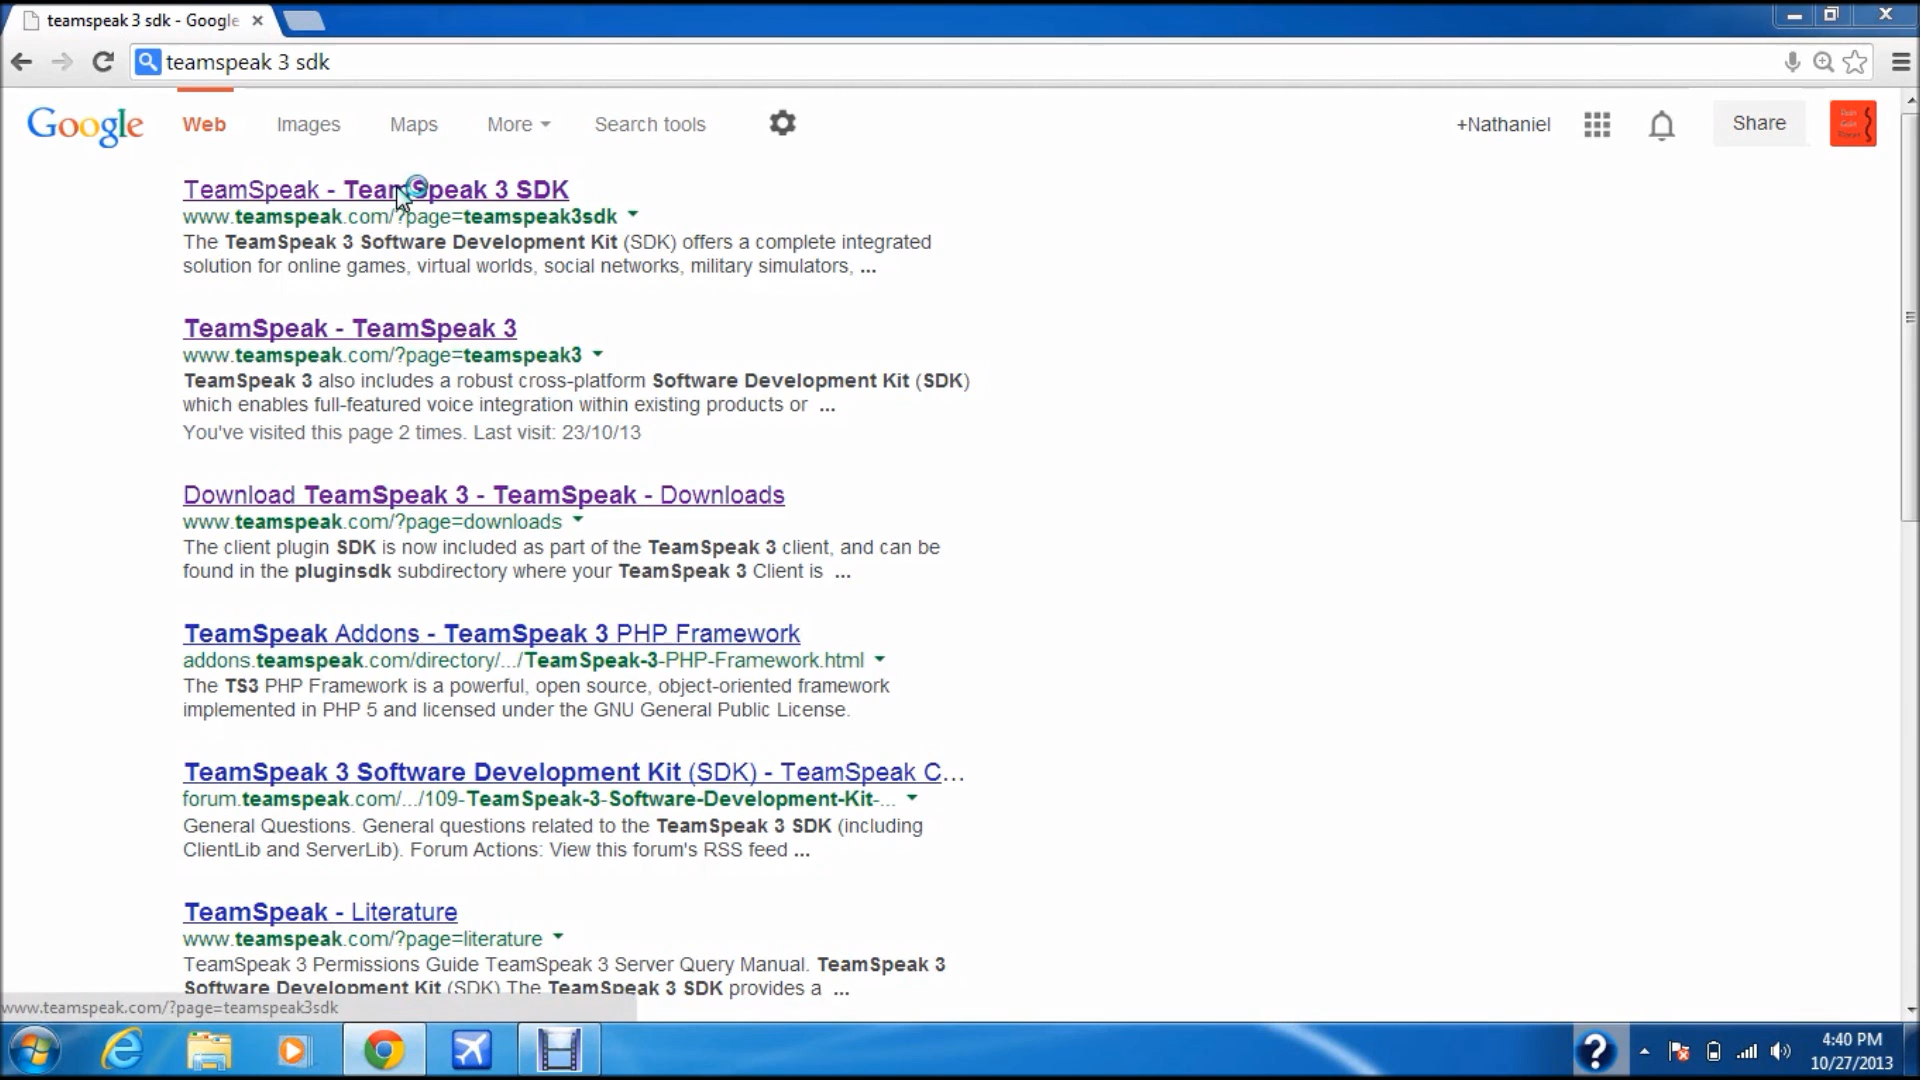 teamspeak 3 sdk - Google
teamspeak 3 sdk
Google Web Images Maps More Search tools +Nathaniel Share
TeamSpeak - TeamSpeak 3 SDK
www.teamspeak.com/?page=teamspeak3sdk
The TeamSpeak 3 Software Development Kit (SDK) offers a complete integrated
solution for online games, virtual worlds, social networks, military simulators, ...
TeamSpeak - TeamSpeak 3
www.teamspeak.com/?page=teamspeak3
TeamSpeak 3 also includes a robust cross-platform Software Development Kit (SDK)
which enables full-featured voice integration within existing products or ...
You've visited this page 2 times. Last visit: 23/10/13
Download TeamSpeak 3 - TeamSpeak - Downloads
www.teamspeak.com/?page=downloads
The client plugin SDK is now included as part of the TeamSpeak 3 client, and can be
found in the pluginsdk subdirectory where your TeamSpeak 3 Client is ...
TeamSpeak Addons - TeamSpeak 3 PHP Framework
addons.teamspeak.com/directory/.../TeamSpeak-3-PHP-Framework.html
The TS3 PHP Framework is a powerful, open source, object-oriented framework
implemented in PHP 5 and licensed under the GNU General Public License.
TeamSpeak 3 Software Development Kit (SDK) - TeamSpeak C...
forum.teamspeak.com/.../109-TeamSpeak-3-Software-Development-Kit-...
General Questions. General questions related to the TeamSpeak 3 SDK (including
ClientLib and ServerLib). Forum Actions: View this forum's RSS feed ...
TeamSpeak - Literature
www.teamspeak.com/?page=literature
TeamSpeak 3 Permissions Guide TeamSpeak 3 Server Query Manual. TeamSpeak 3
Software Development Kit (SDK) The TeamSpeak 3 SDK provides a ...
www.teamspeak.com/?page=teamspeak3sdk
4:40 PM
10/27/2013